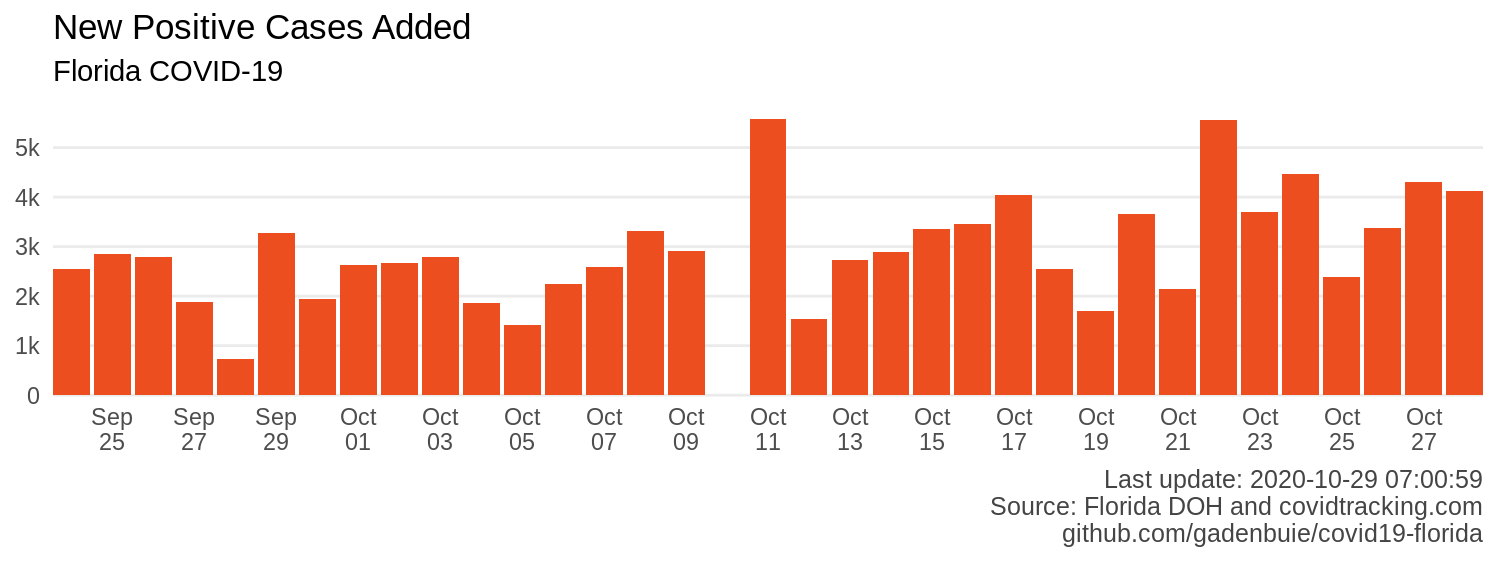 New Positive Cases Added
Florida COVID-19
5k
4k
3k
2k
1k
0
Sep Sep Sep Oct Oct Oct Oct Oct Oct Oct Oct Oct Oct Oct Oct Oct Oct
25 27 29 01 03 05 07 09 11 13 15 17 19 21 23 25 27
Last update: 2020-10-29 07:00:59
Source: Florida DOH and covidtracking.com
github.com/gadenbuie/covid19-florida